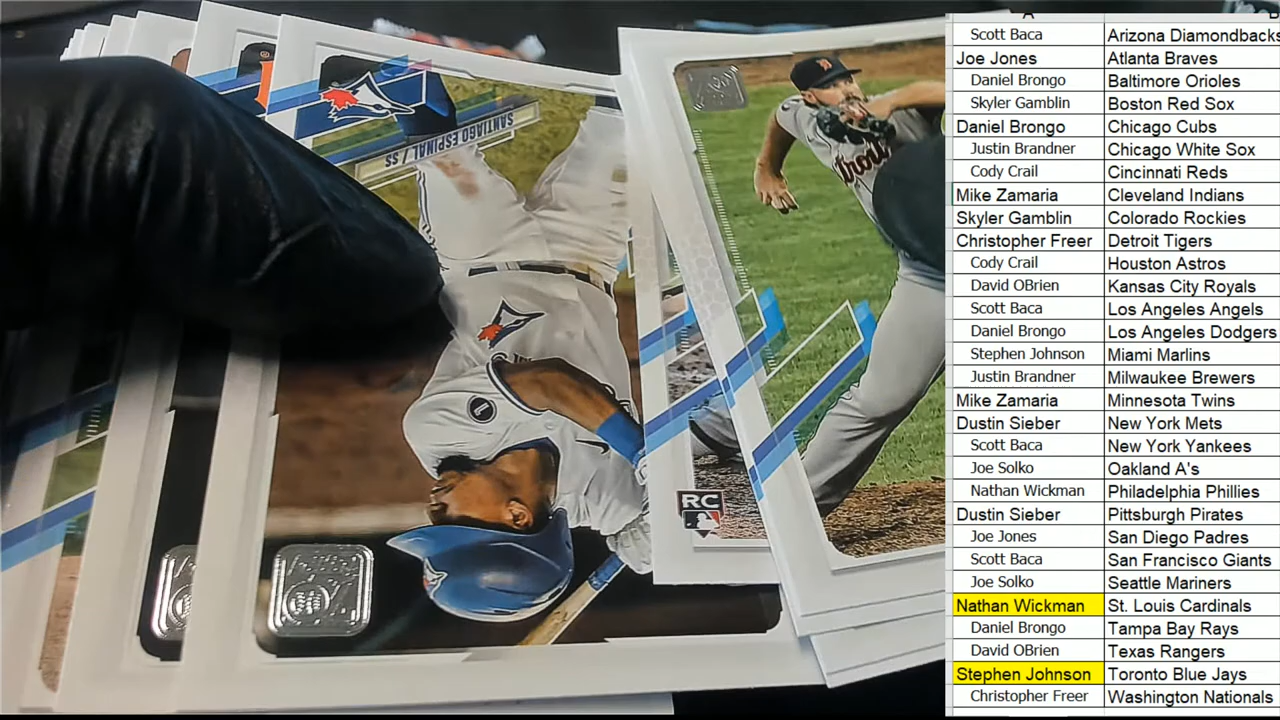 SANTIAGO ESPINAL / SS
Detroit
RC
Scott Baca Arizona Diamondbacks
Joe Jones Atlanta Braves
Daniel Brongo Baltimore Orioles
Skyler Gamblin Boston Red Sox
Daniel Brongo Chicago Cubs
Justin Brandner Chicago White Sox
Cody Crail Cincinnati Reds
Mike Zamaria Cleveland Indians
Skyler Gamblin Colorado Rockies
Christopher Freer Detroit Tigers
Cody Crail Houston Astros
David OBrien Kansas City Royals
Scott Baca Los Angeles Angels
Daniel Brongo Los Angeles Dodgers
Stephen Johnson Miami Marlins
Justin Brandner Milwaukee Brewers
Mike Zamaria Minnesota Twins
Dustin Sieber New York Mets
Scott Baca New York Yankees
Joe Solko Oakland A's
Nathan Wickman Philadelphia Phillies
Dustin Sieber Pittsburgh Pirates
Joe Jones San Diego Padres
Scott Baca San Francisco Giants
Joe Solko Seattle Mariners
Nathan Wickman St. Louis Cardinals
Daniel Brongo Tampa Bay Rays
David OBrien Texas Rangers
Stephen Johnson Toronto Blue Jays
Christopher Freer Washington Nationals